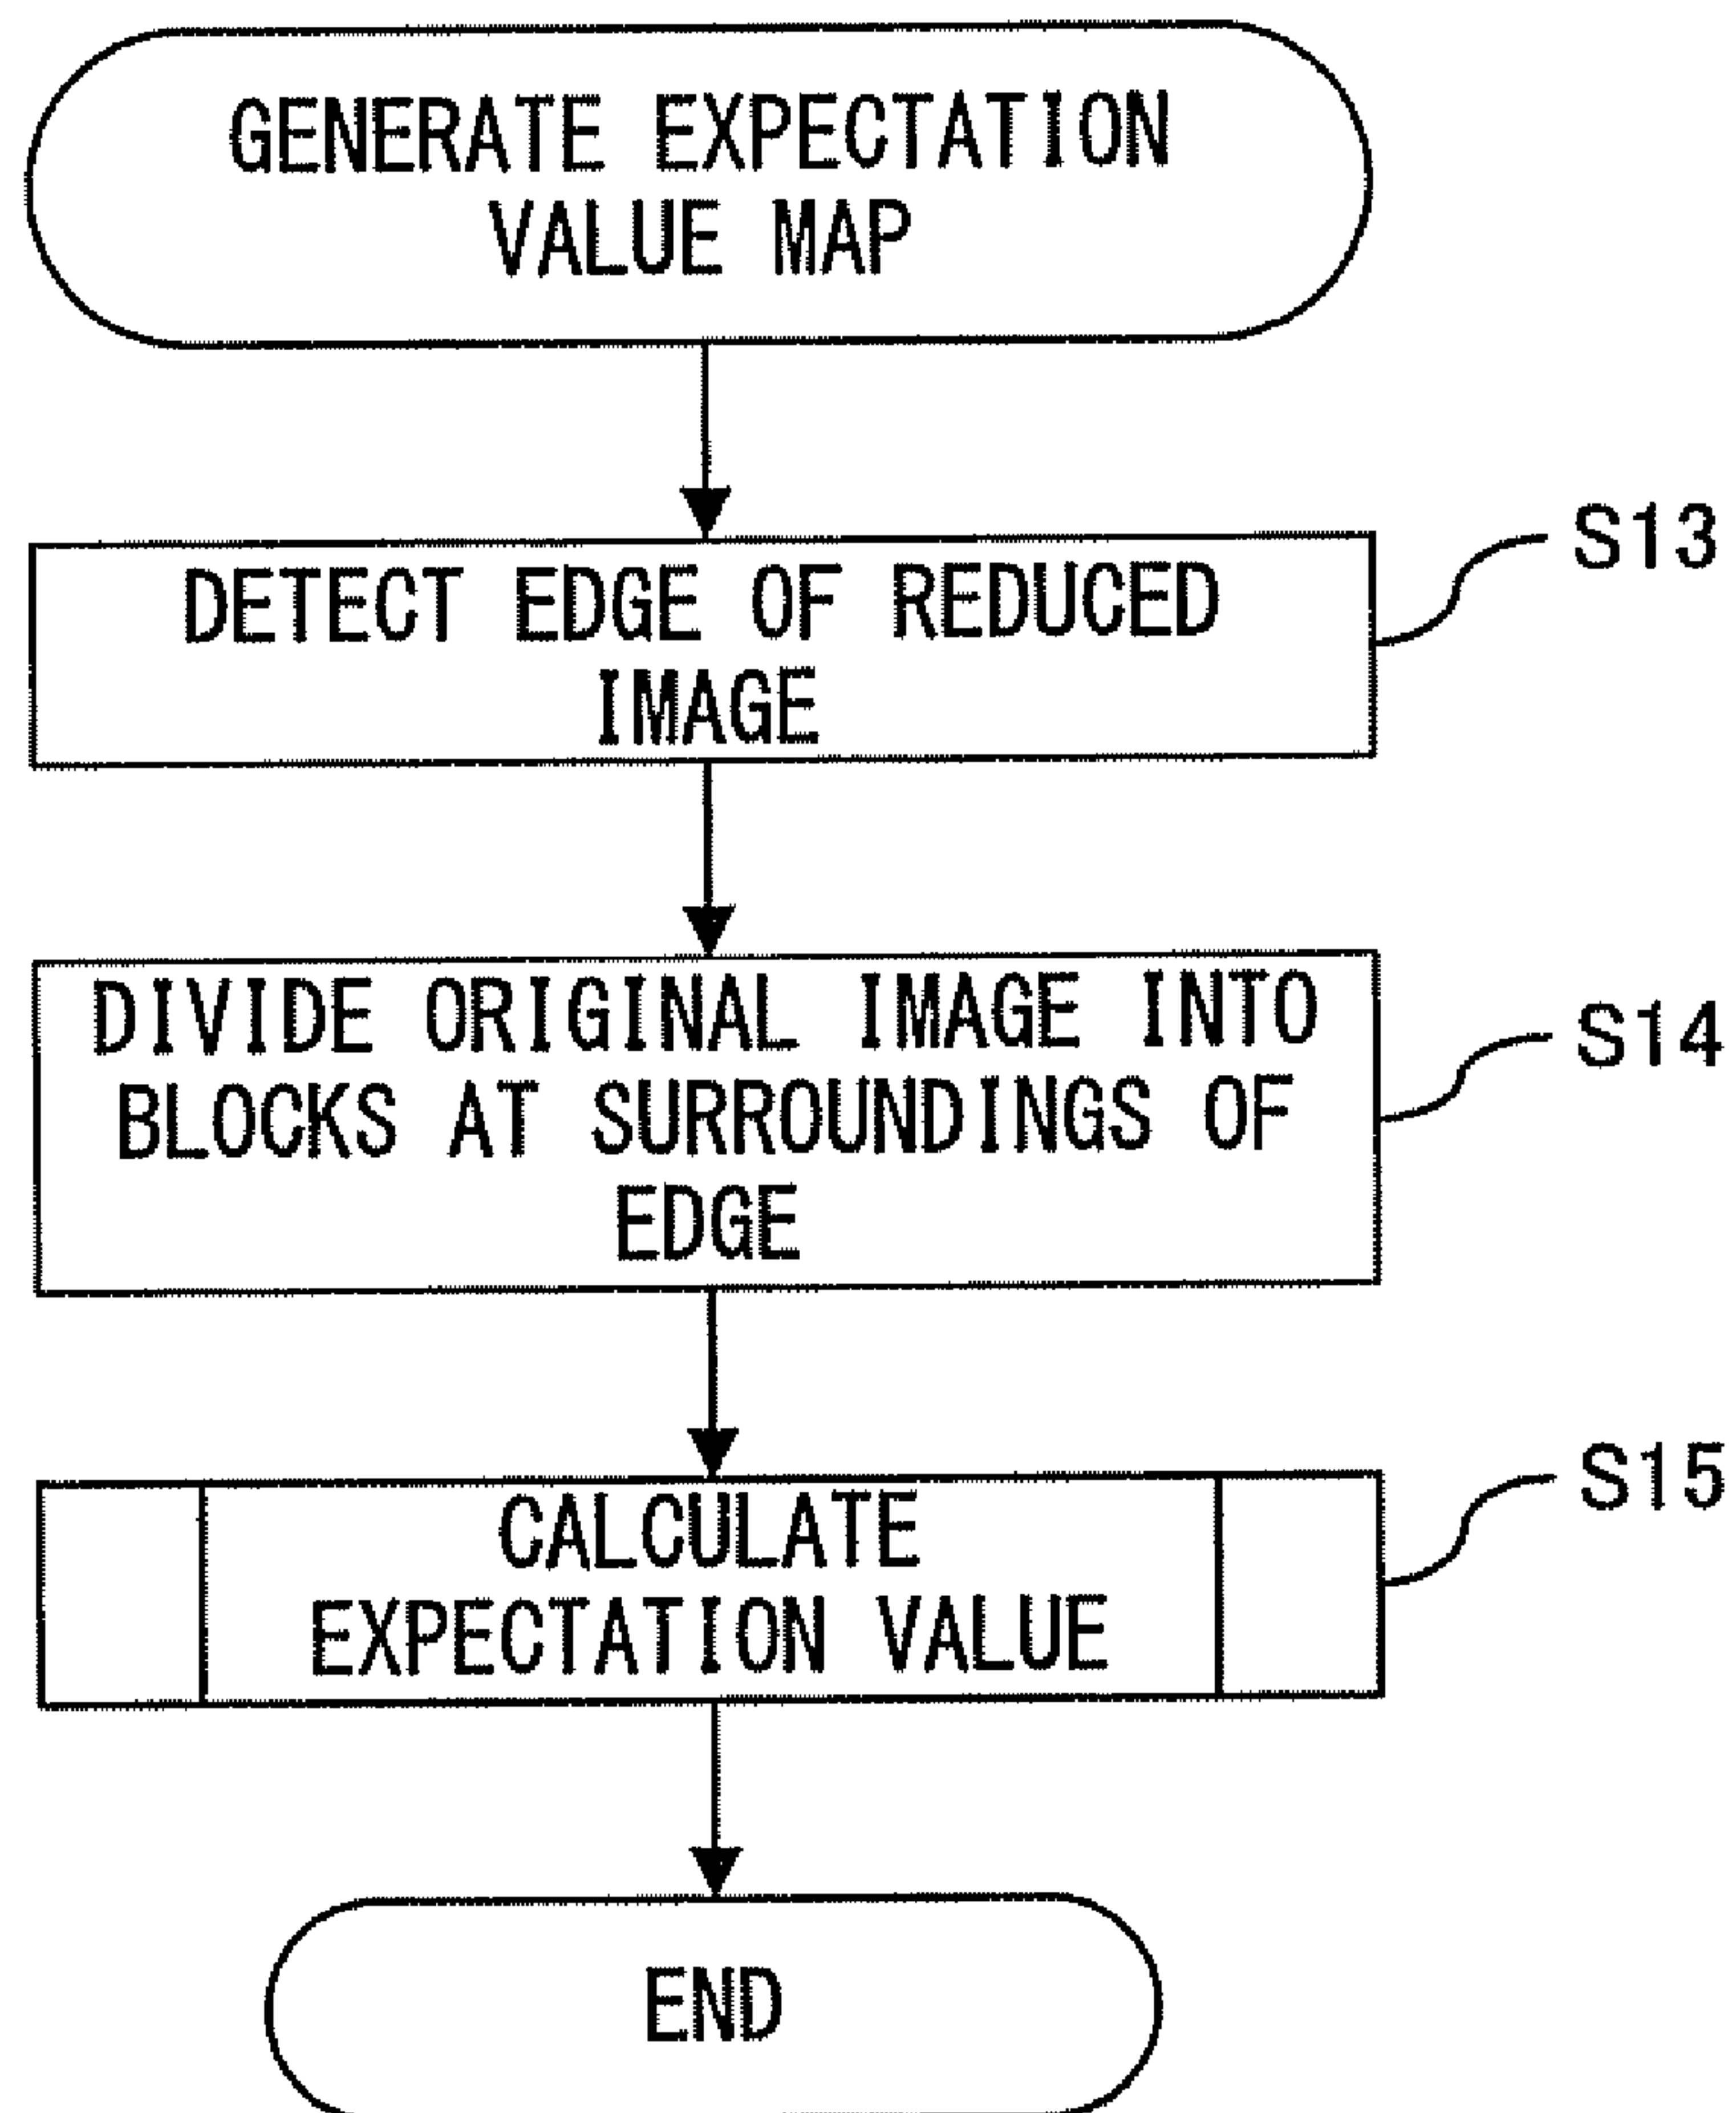 GENERATE EXPECTATION
VALUE MAP
S13
DETECT EDGE OF REDUCED
IMAGE
S14
DIVIDE ORIGINAL IMAGE INTO
BLOCKS AT SURROUNDINGS OF
EDGE
S15
CALCULATE
EXPECTATION VALUE
END